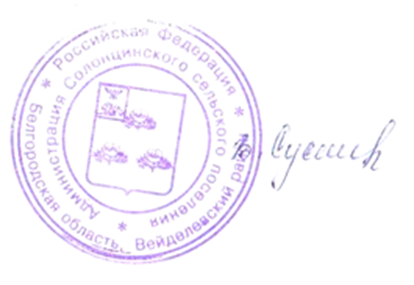 * Российская Федерация *
Белгородская область, Вейделевский район
Администрация Солонцинского сельского поселения *